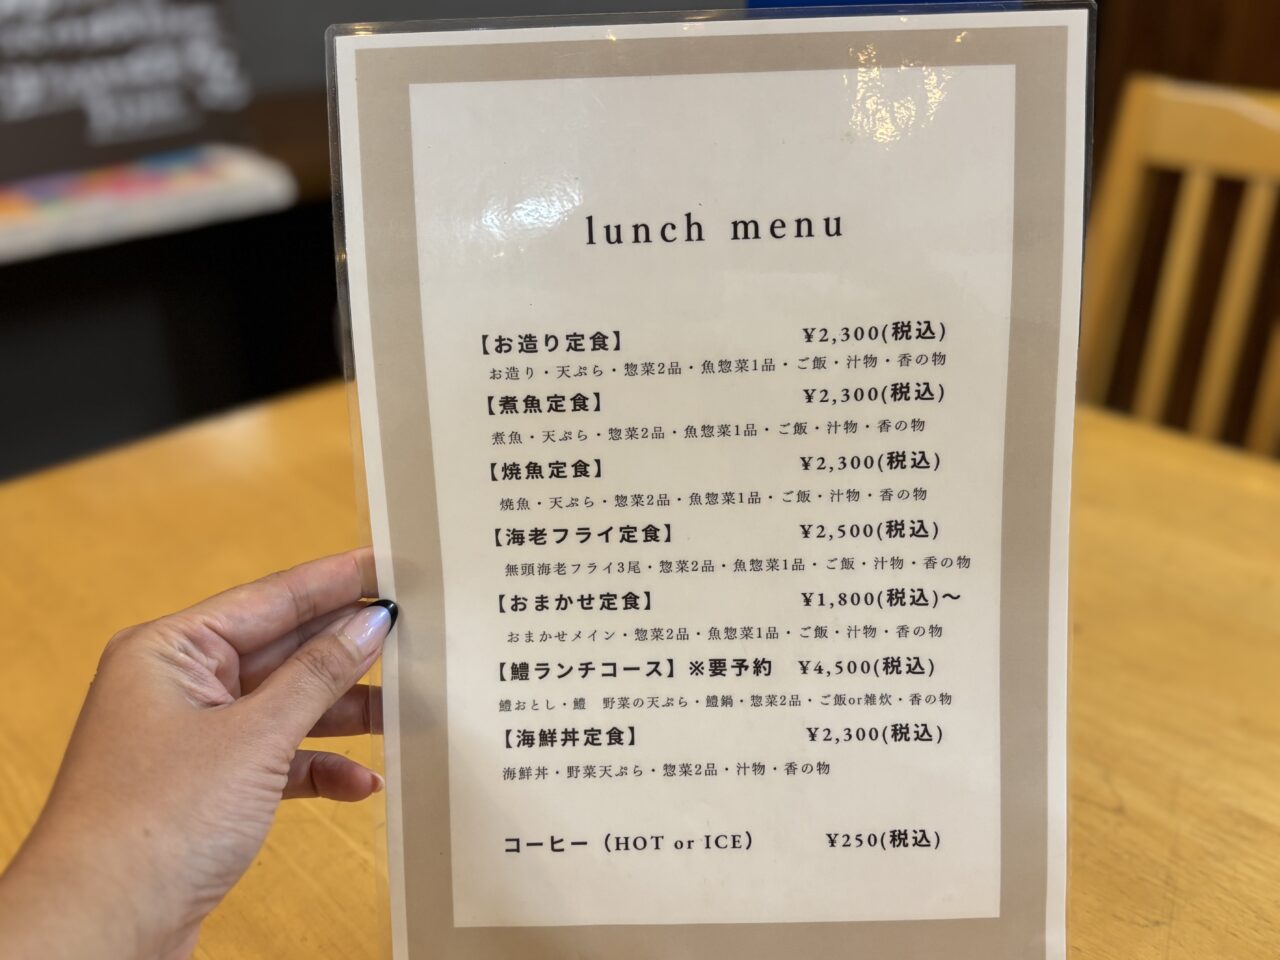 lunch menu
【お造り定食】 ¥2,300(税込)
お造り・天ぷら・惣菜2品・魚惣菜1品・ご飯・汁物・香の物
【煮魚定食】 ¥2,300(税込)
煮魚・天ぷら・惣菜2品・魚惣菜1品・ご飯・汁物・香の物
【焼魚定食】 ¥2,300(税込)
焼魚・天ぷら・惣菜2品・魚惣菜1品・ご飯・汁物・香の物
【海老フライ定食】 ¥2,500(税込)
無頭海老フライ3尾・惣菜2品・魚惣菜1品・ご飯・汁物・香の物
【おまかせ定食】 ¥1,800(税込)〜
おまかせメイン・惣菜2品・魚惣菜1品・ご飯・汁物・香の物
【鱧ランチコース】※要予約 ¥4,500(税込)
鱧おとし・鱧　野菜の天ぷら・鱧鍋・惣菜2品・ご飯or雑炊・香の物
【海鮮丼定食】 ¥2,300(税込)
海鮮丼・野菜天ぷら・惣菜2品・汁物・香の物
コーヒー（HOT or ICE） ¥250(税込)